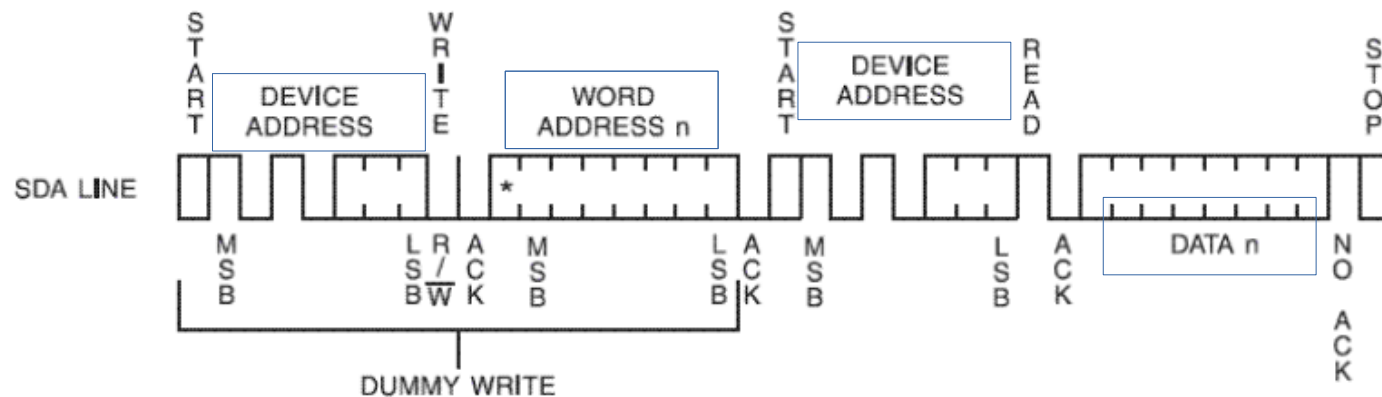 START
WRITE
START
READ
STOP
DEVICE
ADDRESS
WORD
ADDRESS n
DEVICE
ADDRESS
SDA LINE
*
MSB
LSB
R/W̅
ACK
MSB
LSB
ACK
MSB
LSB
ACK
DATA n
NO ACK
DUMMY WRITE